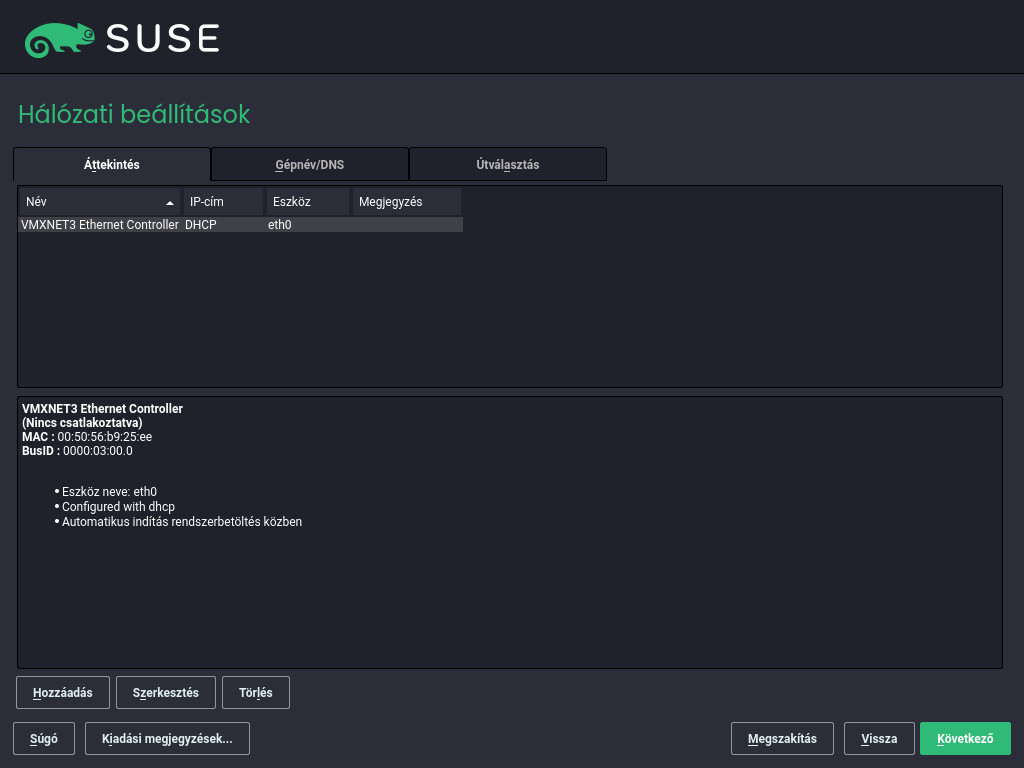 SUSE
Hálózati beállítások
Áttekintés Gépnév/DNS Útválasztás
Név IP-cím Eszköz Megjegyzés
VMXNET3 Ethernet Controller DHCP eth0
VMXNET3 Ethernet Controller
(Nincs csatlakoztatva)
MAC : 00:50:56:b9:25:ee
BusID : 0000:03:00.0
• Eszköz neve: eth0
• Configured with dhcp
• Automatikus indítás rendszerbetöltés közben
Hozzáadás Szerkesztés Törlés
Súgó Kiadási megjegyzések... Megszakítás Vissza Következő